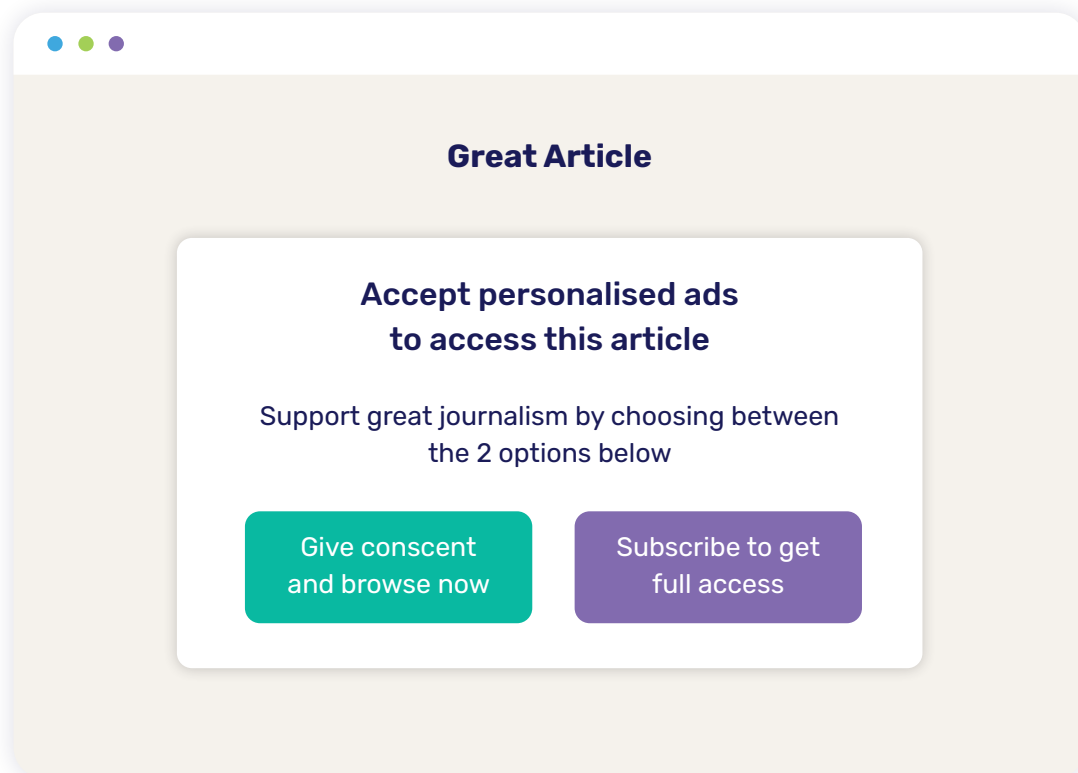 Great Article
Accept personalised ads
to access this article
Support great journalism by choosing between
the 2 options below
Give conscent
and browse now
Subscribe to get
full access